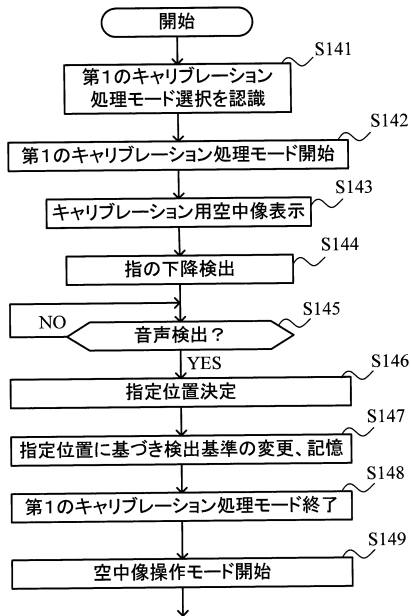 開始
S141
第1のキャリブレーション
処理モード選択を認識
S142
第1のキャリブレーション処理モード開始
S143
キャリブレーション用空中像表示
S144
指の下降検出
S145
NO
音声検出？
YES
S146
指定位置決定
S147
指定位置に基づき検出基準の変更、記憶
S148
第1のキャリブレーション処理モード終了
S149
空中像操作モード開始